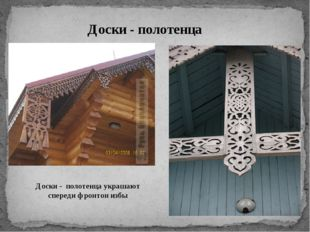 Доски - полотенца
Доски - полотенца украшают
спереди фронтон избы